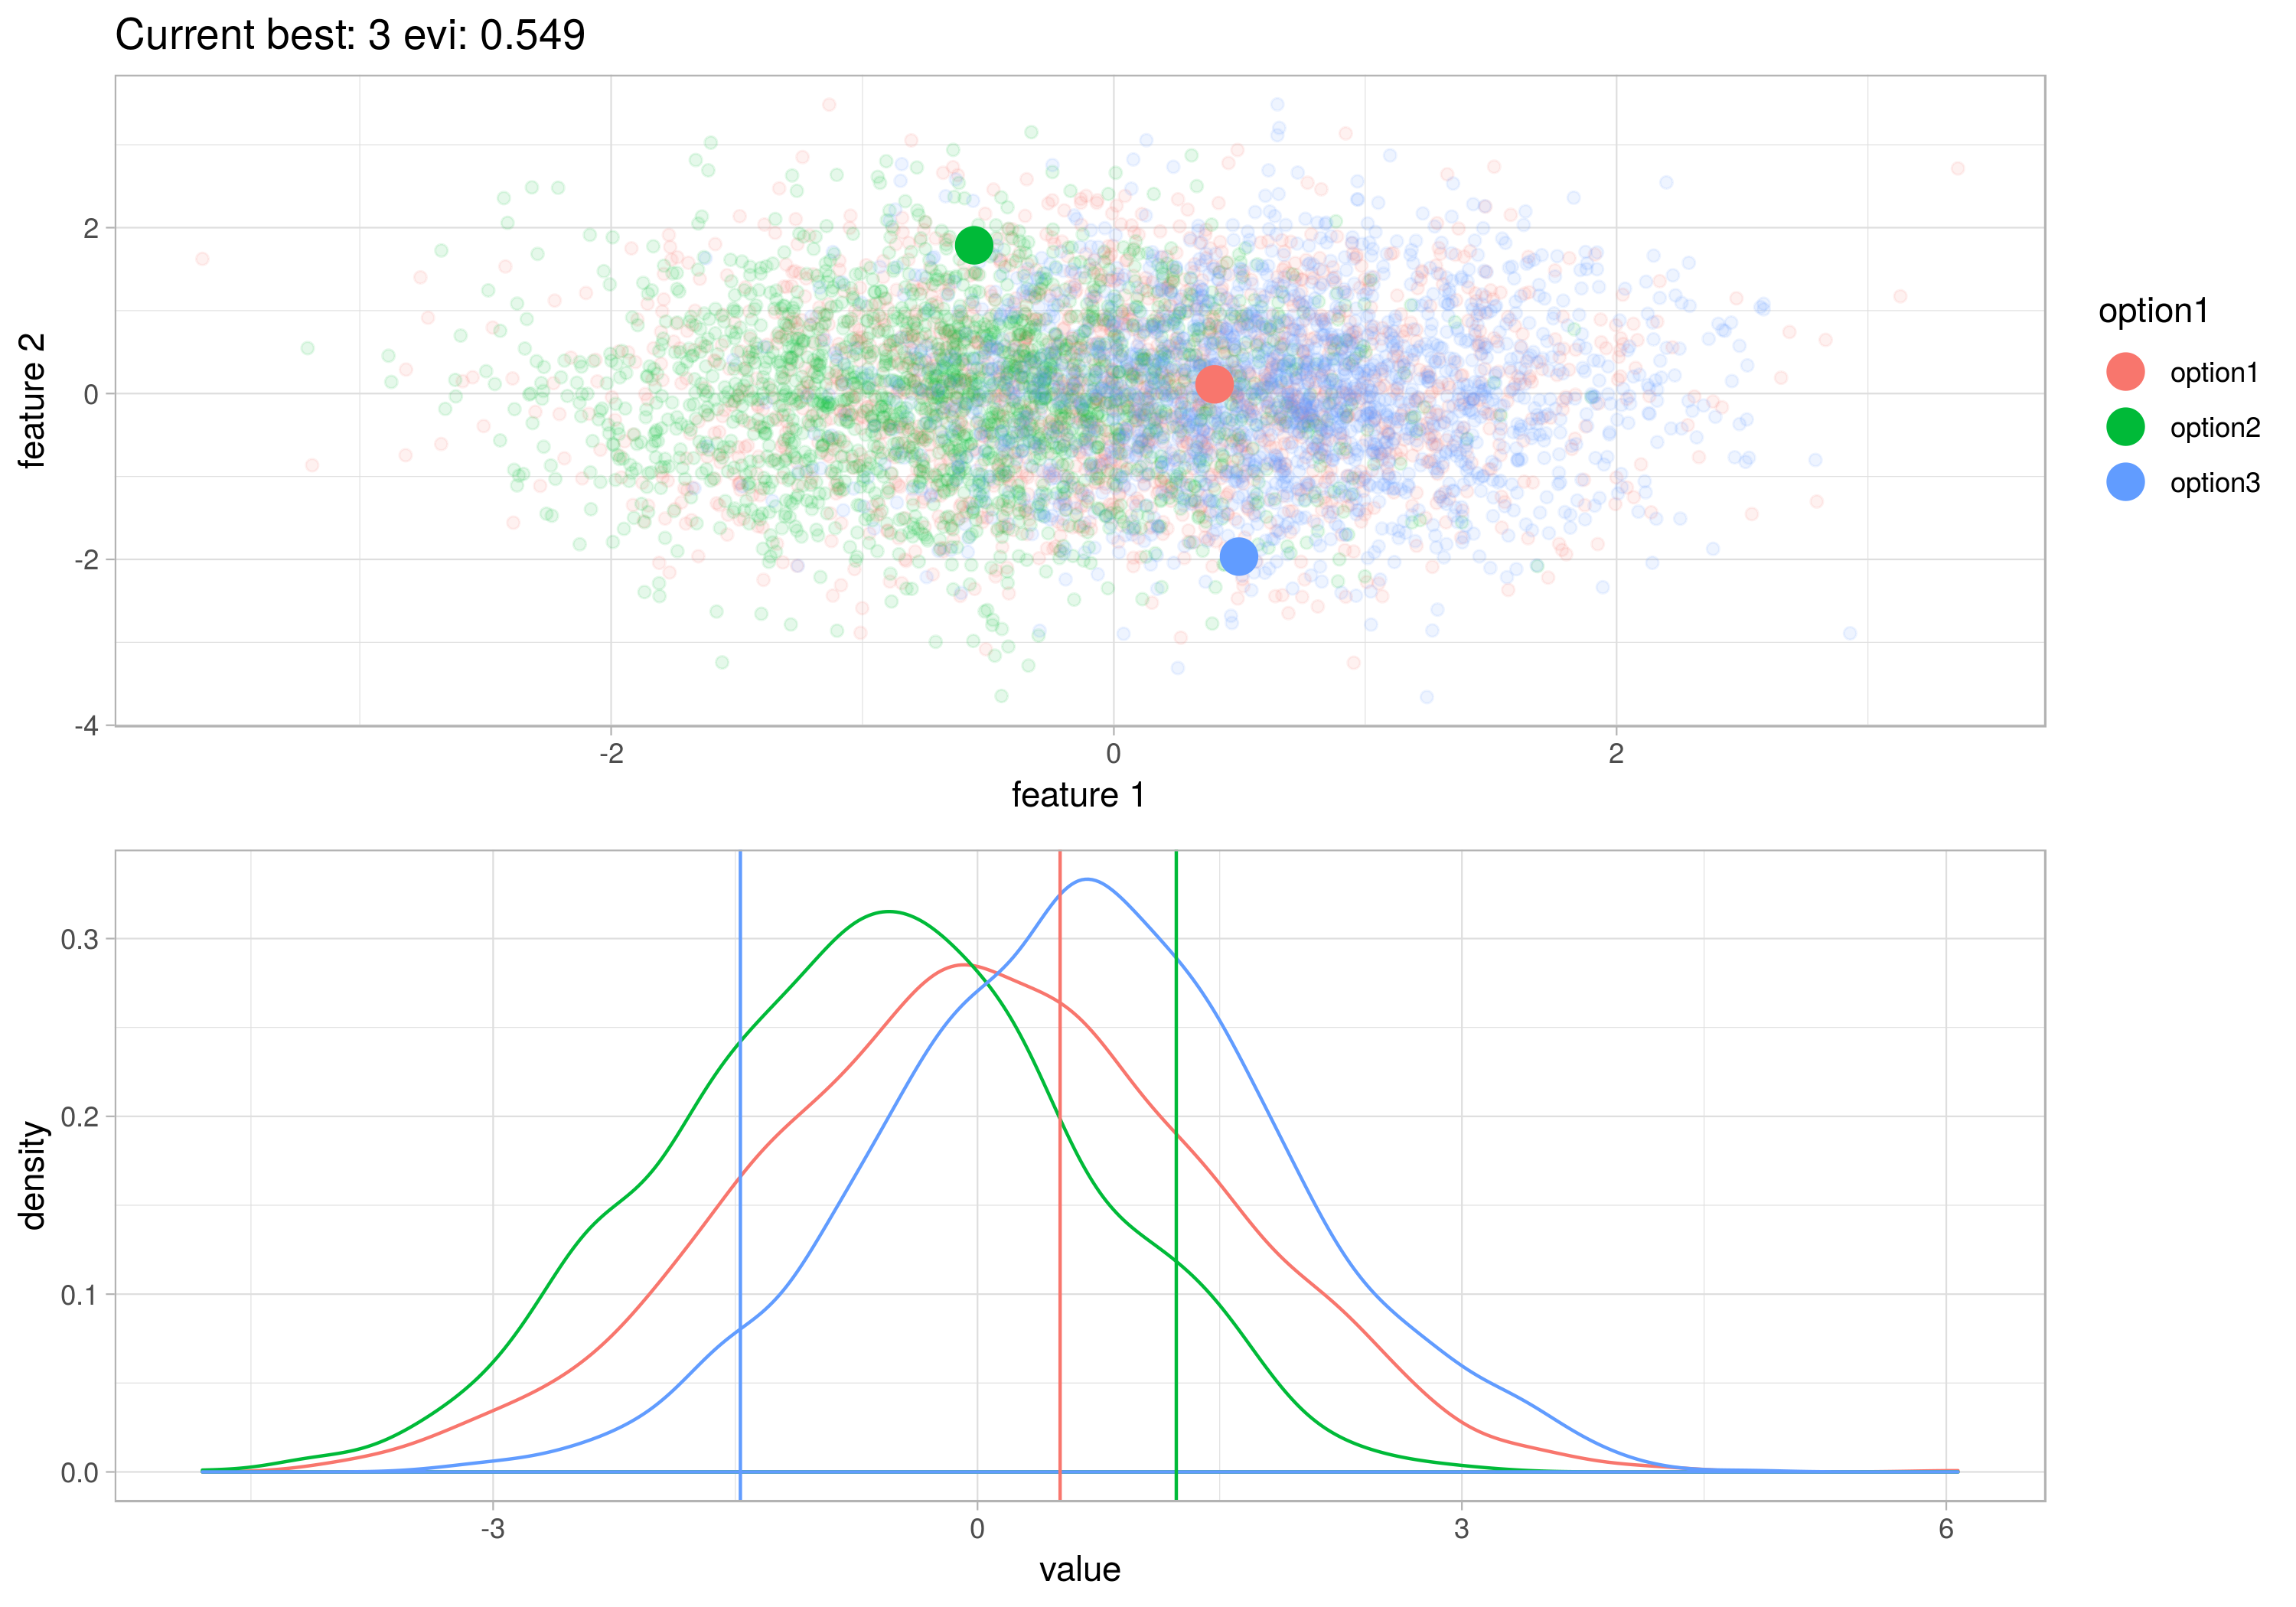 Current best: 3 evi: 0.549
2
0
-2
-4
feature 2
-2
0
2
feature 1
option1
option1
option2
option3
0.3
0.2
0.1
0.0
density
-3
0
3
6
value